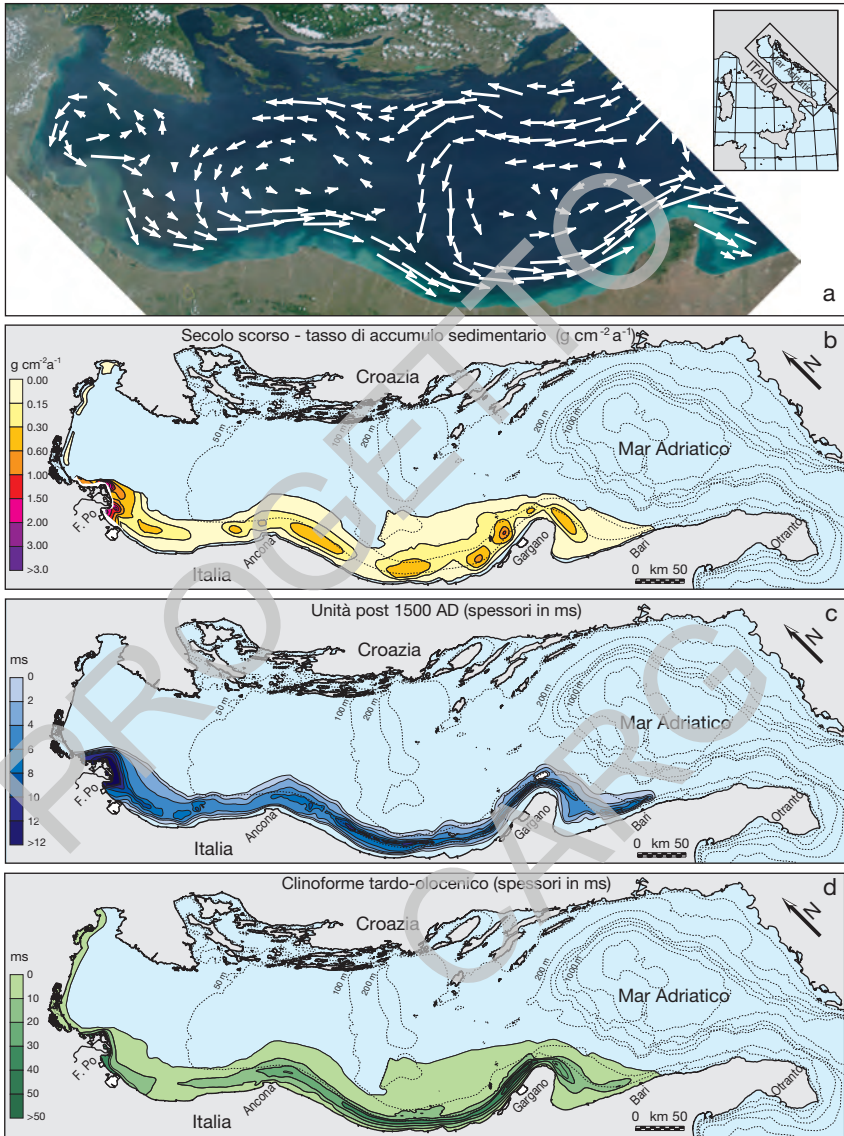 ITALIA
Mar Adriatico
a
Secolo scorso - tasso di accumulo sedimentario (g cm⁻² a⁻¹)
b
g cm⁻²a⁻¹
0.00
0.15
0.30
0.60
1.00
1.50
2.00
3.00
>3.0
Croazia
N
50 m
100 m
200 m
200 m
1000 m
Mar Adriatico
F. Po
Ancona
Italia
Gargano
Bari
Otranto
0 km 50
Unità post 1500 AD (spessori in ms)
c
ms
0
2
4
6
8
10
12
>12
Croazia
N
50 m
100 m
200 m
200 m
1000 m
Mar Adriatico
F. Po
Ancona
Italia
Gargano
Bari
Otranto
0 km 50
Clinoforme tardo-olocenico (spessori in ms)
d
ms
0
10
20
30
40
50
>50
Croazia
N
50 m
100 m
200 m
200 m
1000 m
Mar Adriatico
F. Po
Ancona
Italia
Gargano
Bari
Otranto
0 km 50
PROGETTO
CARG